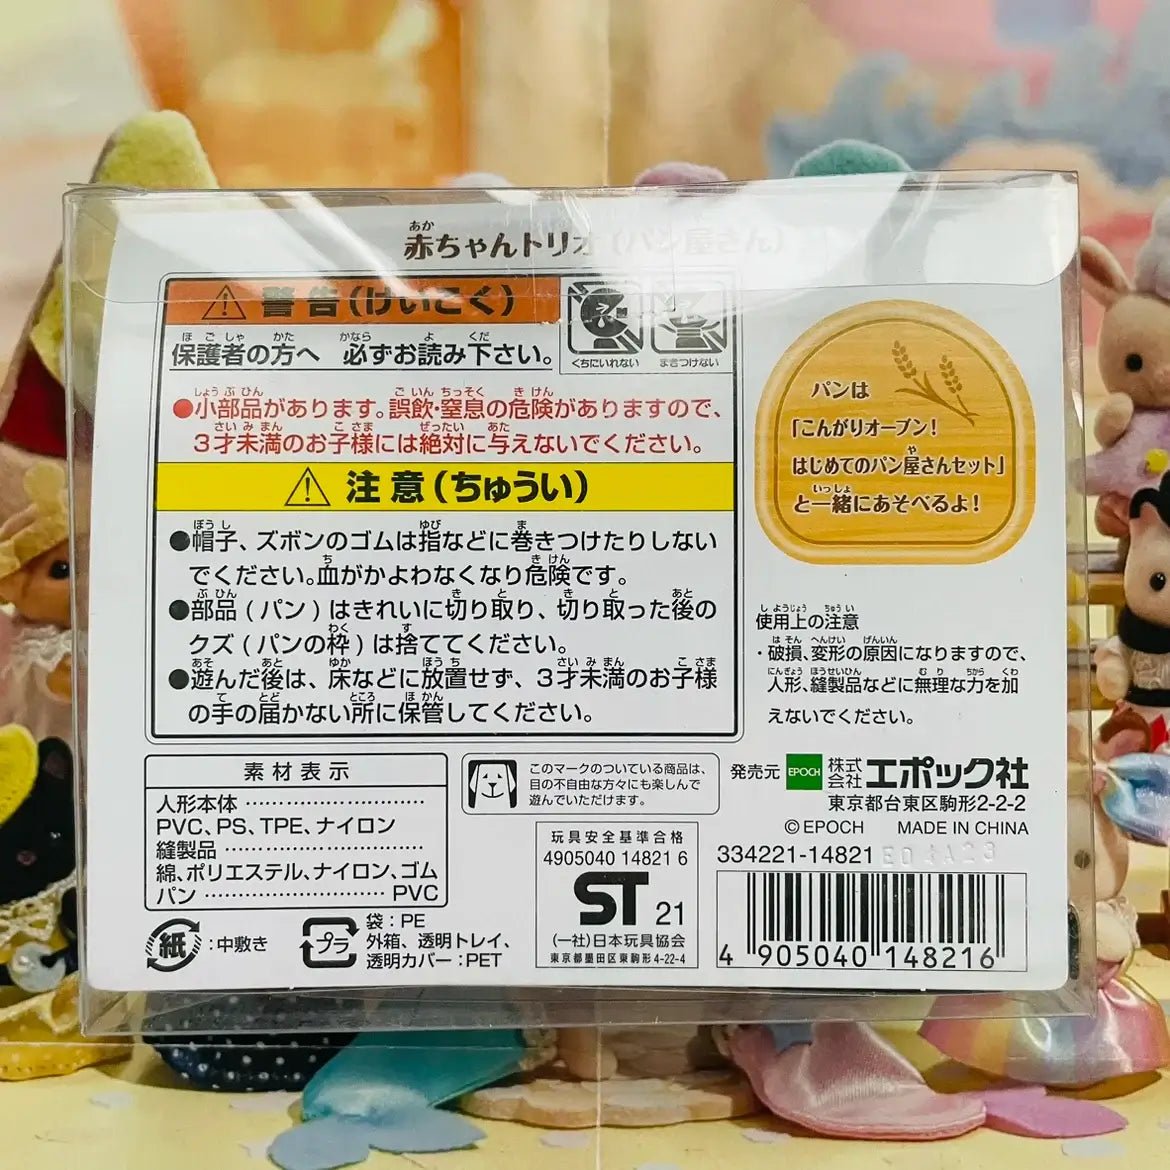 赤ちゃんトリオ(パン屋さん)
警告(けいこく)
くちにいれない
まきつけない
保護者の方へ 必ずお読み下さい。
●小部品があります。誤飲・窒息の危険がありますので、
3才未満のお子様には絶対に与えないでください。
注意(ちゅうい)
●帽子、ズボンのゴムは指などに巻きつけたりしない
でください。血がかよわなくなり危険です。
●部品(パン)はきれいに切り取り、切り取った後の
クズ(パンの枠)は捨ててください。
●遊んだ後は、床などに放置せず、3才未満のお子様
の手の届かない所に保管してください。
パンは
「こんがりオーブン!
はじめてのパン屋さんセット」
と一緒にあそべるよ!
使用上の注意
・破損、変形の原因になりますので、
人形、縫製品などに無理な力を加
えないでください。
素材表示
人形本体
PVC、PS、TPE、ナイロン
縫製品
綿、ポリエステル、ナイロン、ゴム
パン PVC
紙:中敷き
プラ
袋:PE
外箱、透明トレイ、
透明カバー:PET
このマークのついている商品は、
目の不自由な方々にも楽しんで
遊んでいただけます。
玩具安全基準合格
4905040 14821 6
ST 21
(一社)日本玩具協会
東京都墨田区東駒形4-22-4
発売元 EPOCH 株式会社 エポック社
東京都台東区駒形2-2-2
©EPOCH MADE IN CHINA
334221-14821
4 905040 148216